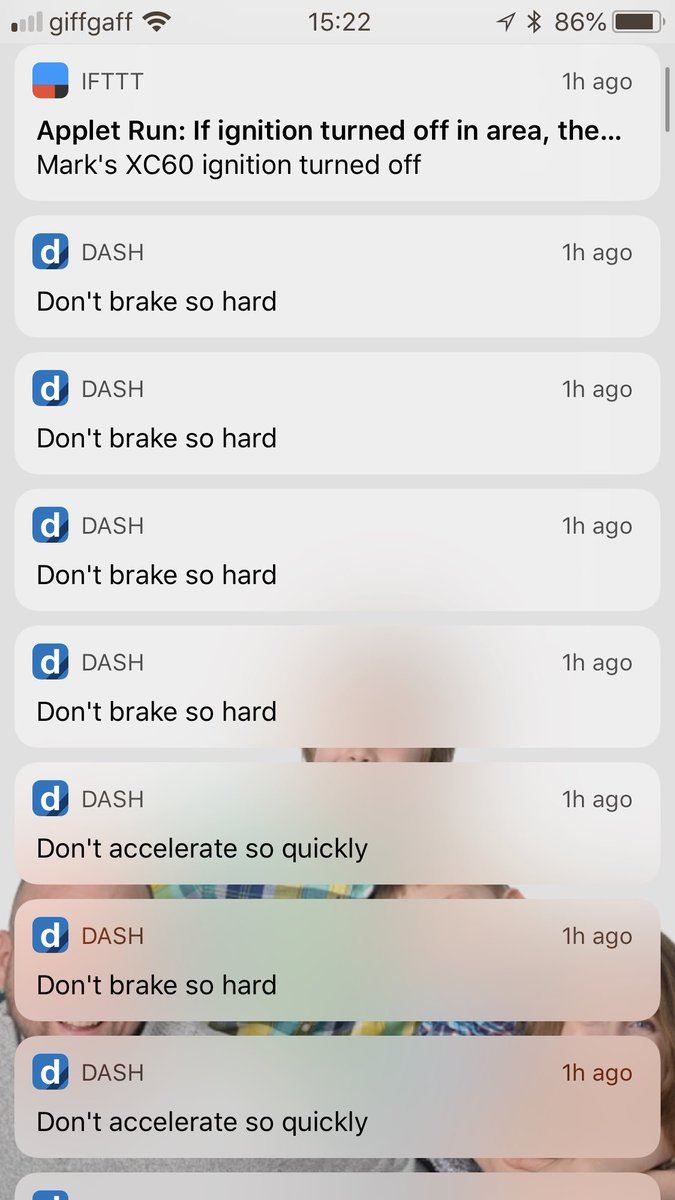 giffgaff 15:22 86%
IFTTT 1h ago
Applet Run: If ignition turned off in area, the...
Mark's XC60 ignition turned off
d DASH 1h ago
Don't brake so hard
d DASH 1h ago
Don't brake so hard
d DASH 1h ago
Don't brake so hard
d DASH 1h ago
Don't brake so hard
d DASH 1h ago
Don't accelerate so quickly
d DASH 1h ago
Don't brake so hard
d DASH 1h ago
Don't accelerate so quickly